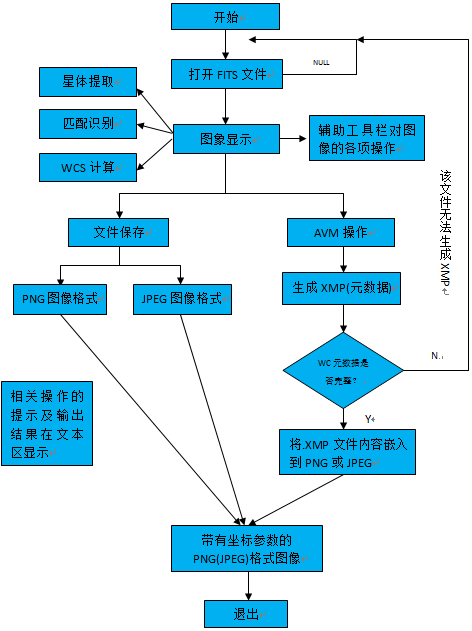 开始
打开 FITS 文件
NULL
星体提取
匹配识别
WCS 计算
图象显示
辅助工具栏对图
像的各项操作
该文件无法生成 XMP
文件保存
AVM 操作
PNG 图像格式
JPEG 图像格式
生成 XMP(元数据)
WC 元数据是
否完整？
N.
Y
相关操作的
提示及输出
结果在文本
区显示
将.XMP 文件内容嵌入
到 PNG 或 JPEG
带有坐标参数的
PNG(JPEG)格式图像
退出